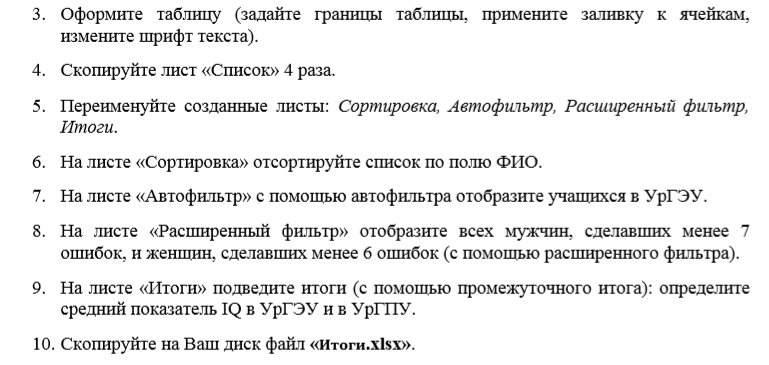 3. Оформите таблицу (задайте границы таблицы, примените заливку к ячейкам,
измените шрифт текста).
4. Скопируйте лист «Список» 4 раза.
5. Переименуйте созданные листы: Сортировка, Автофильтр, Расширенный фильтр,
Итоги.
6. На листе «Сортировка» отсортируйте список по полю ФИО.
7. На листе «Автофильтр» с помощью автофильтра отобразите учащихся в УрГЭУ.
8. На листе «Расширенный фильтр» отобразите всех мужчин, сделавших менее 7
ошибок, и женщин, сделавших менее 6 ошибок (с помощью расширенного фильтра).
9. На листе «Итоги» подведите итоги (с помощью промежуточного итога): определите
средний показатель IQ в УрГЭУ и в УрГПУ.
10. Скопируйте на Ваш диск файл «Итоги.xlsx».